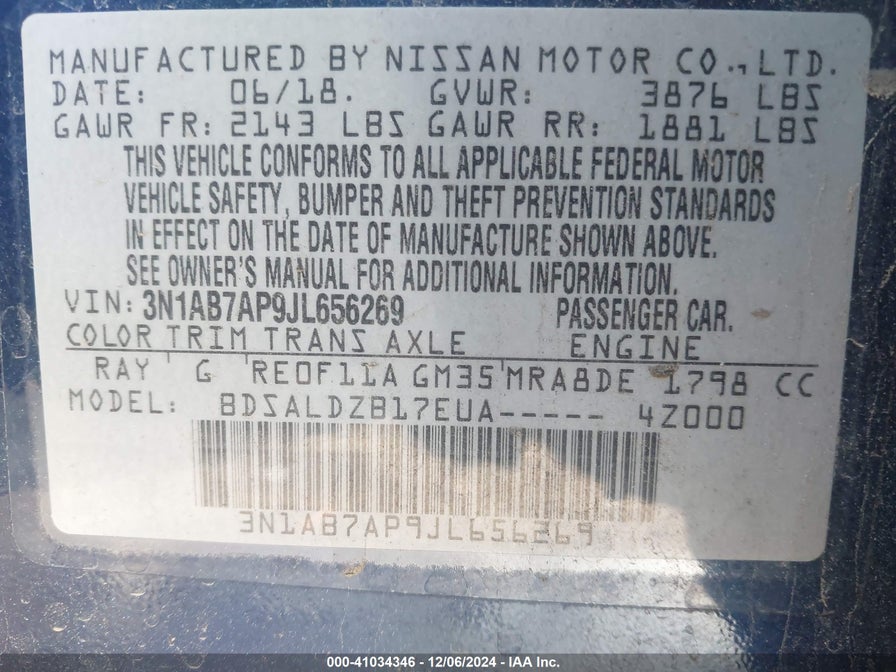 MANUFACTURED BY NISSAN MOTOR CO., LTD.
DATE: 06/18. GVWR: 3876 LBS
GAWR FR: 2143 LBS GAWR RR: 1881 LBS
THIS VEHICLE CONFORMS TO ALL APPLICABLE FEDERAL MOTOR
VEHICLE SAFETY, BUMPER AND THEFT PREVENTION STANDARDS
IN EFFECT ON THE DATE OF MANUFACTURE SHOWN ABOVE.
SEE OWNER'S MANUAL FOR ADDITIONAL INFORMATION.
VIN: 3N1AB7AP9JL656269 PASSENGER CAR.
COLOR TRIM TRANS AXLE ENGINE
RAY G RE0F11A GM35 MRA8DE 1798 CC
MODEL: BDSALDZB17EUA----- 4Z000
3N1AB7AP9JL656269
000-41034346 - 12/06/2024 - IAA Inc.